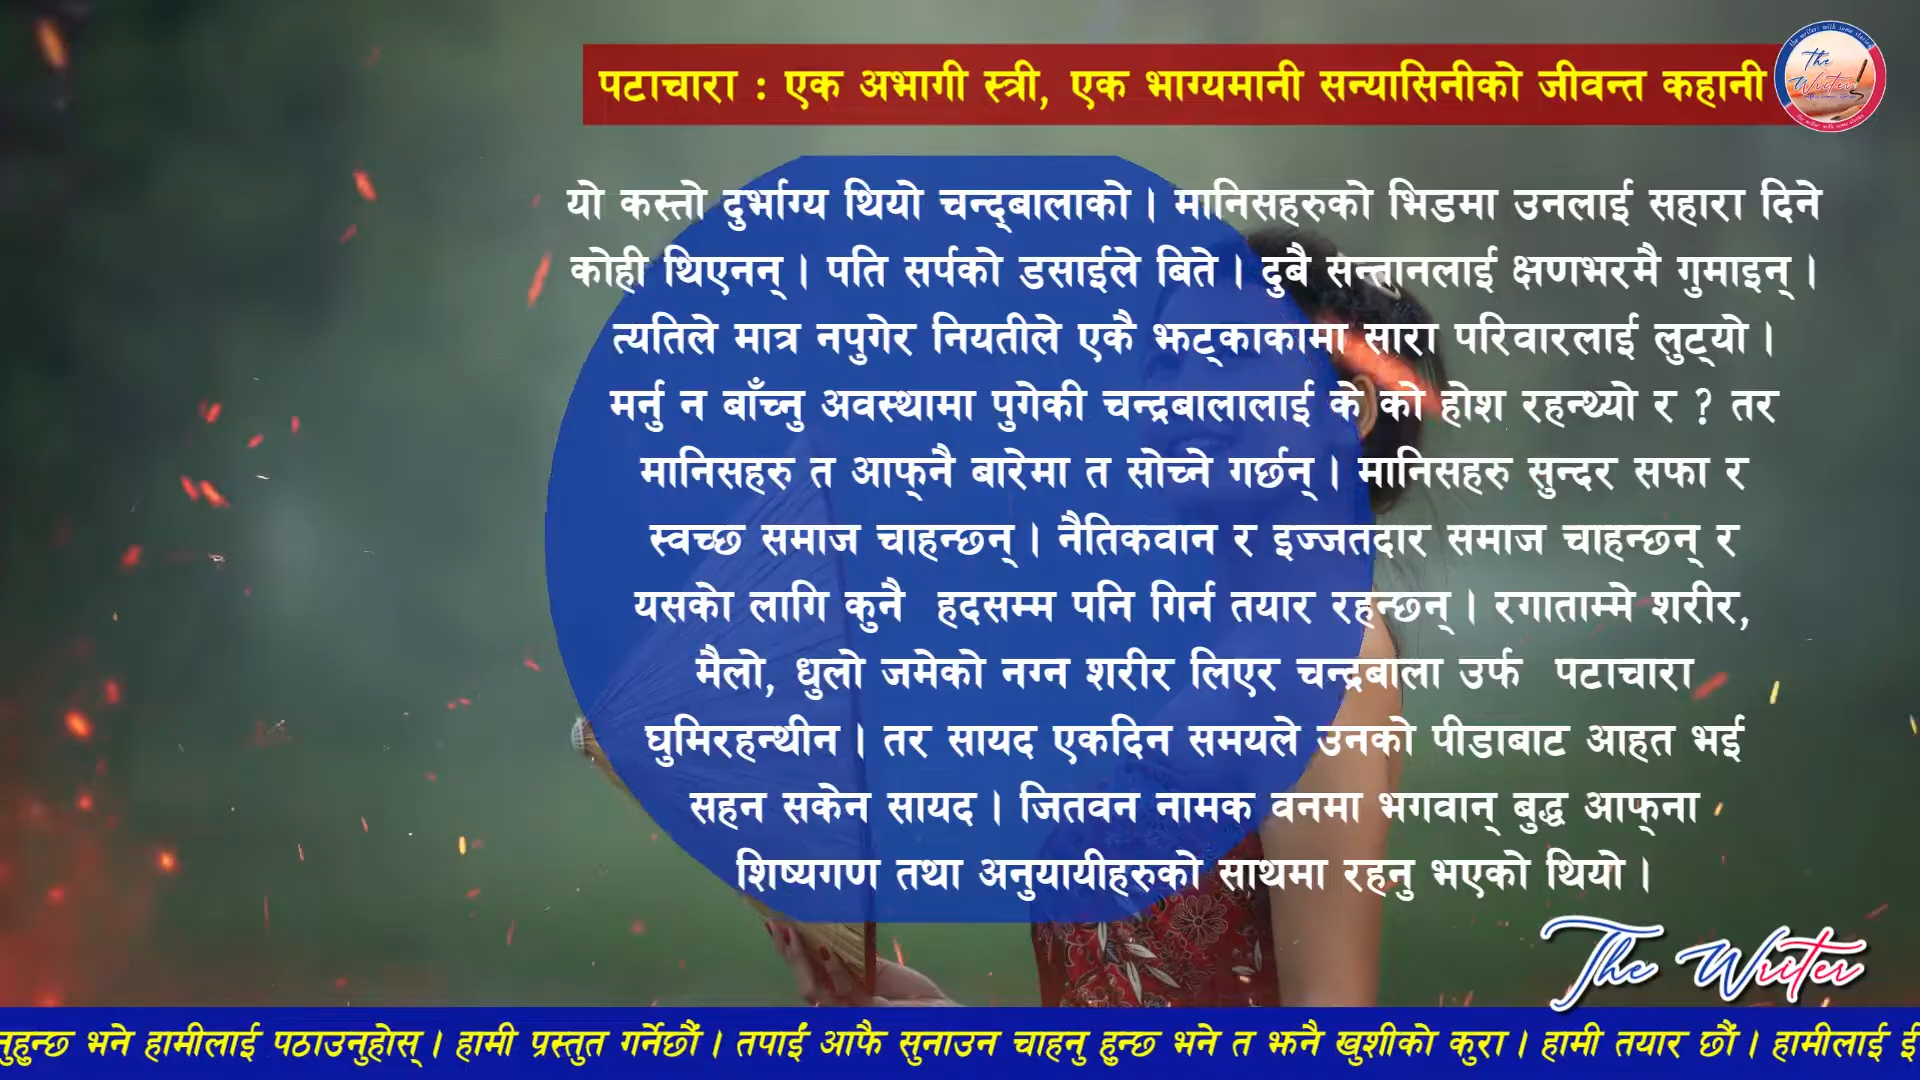 पटाचारा : एक अभागी स्त्री, एक भाग्यमानी सन्यासिनीको जीवन्त कहानी
The Writer
यो कस्तो दुर्भाग्य थियो चन्द्बालाको । मानिसहरुको भिडमा उनलाई सहारा दिने
कोही थिएनन् । पति सर्पको डसाईले बिते । दुबै सन्तानलाई क्षणभरमै गुमाइन् ।
त्यतिले मात्र नपुगेर नियतीले एकै झट्काकामा सारा परिवारलाई लुट्यो ।
मर्नु न बाँच्नु अवस्थामा पुगेकी चन्द्रबालालाई के को होश रहन्थ्यो र ? तर
मानिसहरु त आफ्नै बारेमा त सोच्ने गर्छन् । मानिसहरु सुन्दर सफा र
स्वच्छ समाज चाहन्छन् । नैतिकवान र इज्जतदार समाज चाहन्छन् र
यसको लागि कुनै हदसम्म पनि गिर्न तयार रहन्छन् । रगाताम्मे शरीर,
मैलो, धुलो जमेको नग्न शरीर लिएर चन्द्रबाला उर्फ पटाचारा
घुमिरहन्थीन । तर सायद एकदिन समयले उनको पीडाबाट आहत भई
सहन सकेन सायद । जितवन नामक वनमा भगवान् बुद्ध आफ्ना
शिष्यगण तथा अनुयायीहरुको साथमा रहनु भएको थियो ।
The Writer
नुहुन्छ भने हामीलाई पठाउनुहोस् । हामी प्रस्तुत गर्नेछौं । तपाईं आफै सुनाउन चाहनु हुन्छ भने त झनै खुशीको कुरा । हामी तयार छौं । हामीलाई ई